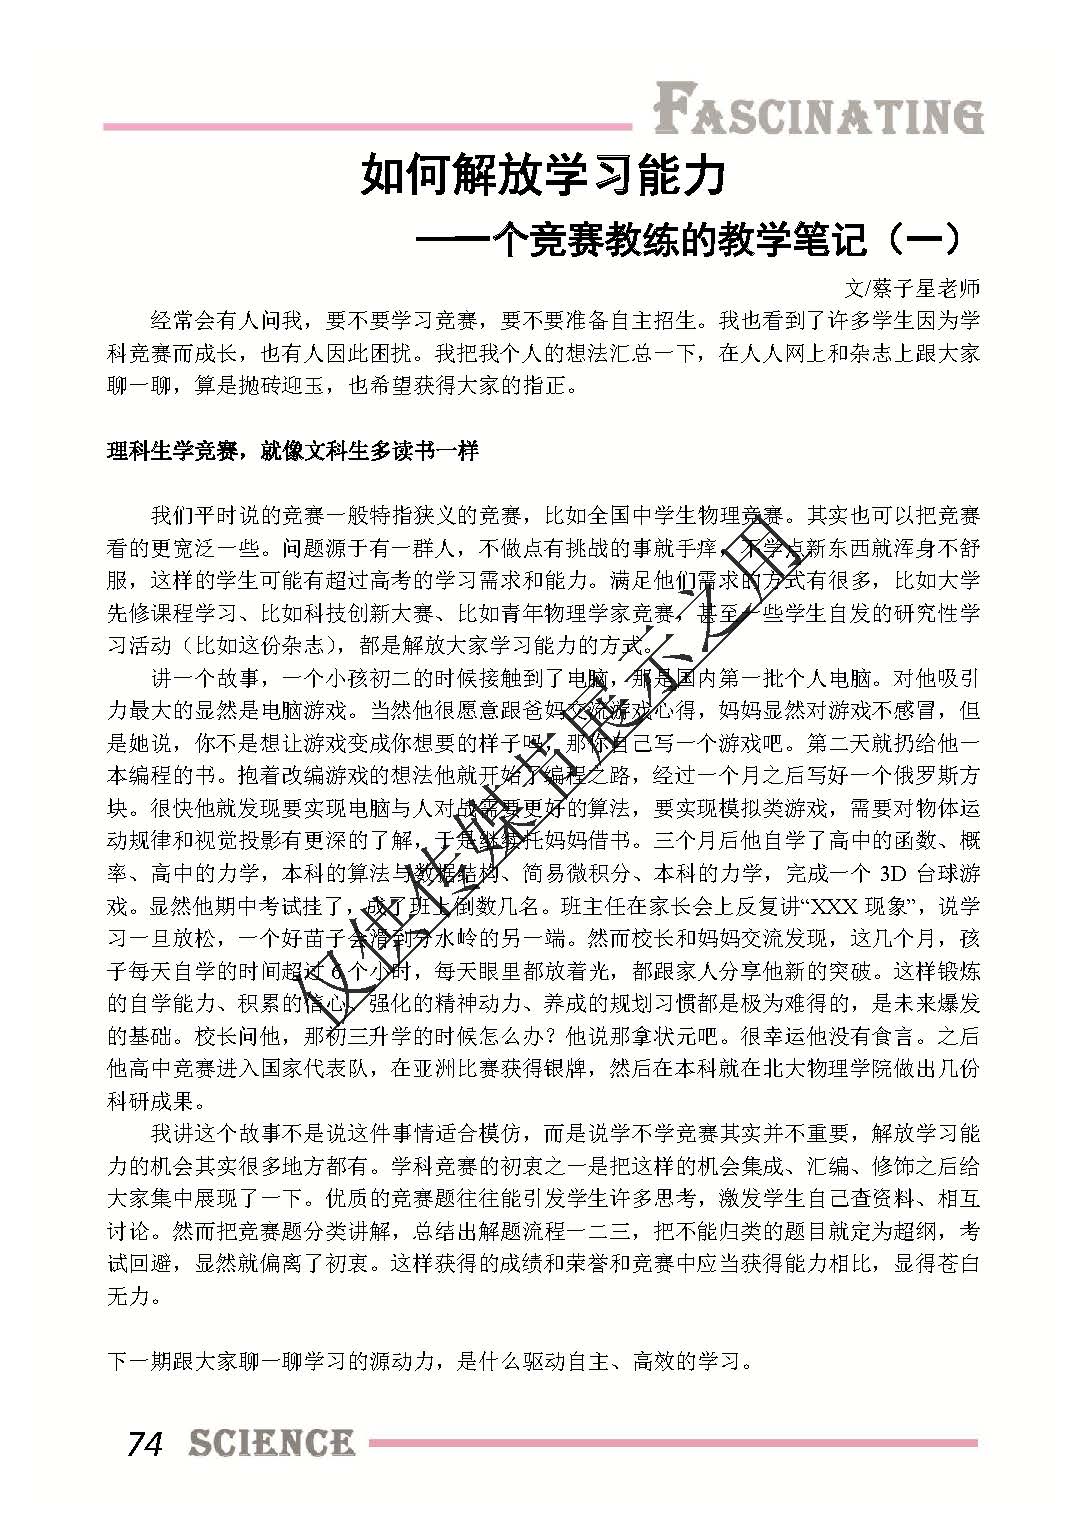 FASCINATING
如何解放学习能力
——个竞赛教练的教学笔记（一）
文/蔡子星老师
经常会有人问我，要不要学习竞赛，要不要准备自主招生。我也看到了许多学生因为学
科竞赛而成长，也有人因此困扰。我把我个人的想法汇总一下，在人人网上和杂志上跟大家
聊一聊，算是抛砖迎玉，也希望获得大家的指正。
理科生学竞赛，就像文科生多读书一样
我们平时说的竞赛一般特指狭义的竞赛，比如全国中学生物理竞赛。其实也可以把竞赛
看的更宽泛一些。问题源于有一群人，不做点有挑战的事就手痒，不学点新东西就浑身不舒
服，这样的学生可能有超过高考的学习需求和能力。满足他们需求的方式有很多，比如大学
先修课程学习、比如科技创新大赛、比如青年物理学家竞赛，甚至一些学生自发的研究性学
习活动（比如这份杂志），都是解放大家学习能力的方式。
讲一个故事，一个小孩初二的时候接触到了电脑，那是国内第一批个人电脑。对他吸引
力最大的显然是电脑游戏。当然他很愿意跟爸妈交流游戏心得，妈妈显然对游戏不感冒，但
是她说，你不是想让游戏变成你想要的样子吗，那你自己写一个游戏吧。第二天就扔给他一
本编程的书。抱着改编游戏的想法他就开始了编程之路，经过一个月之后写好一个俄罗斯方
块。很快他就发现要实现电脑与人对战需要更好的算法，要实现模拟类游戏，需要对物体运
动规律和视觉投影有更深的了解，于是继续托妈妈借书。三个月后他自学了高中的函数、概
率、高中的力学，本科的算法与数据结构、简易微积分、本科的力学，完成一个 3D 台球游
戏。显然他期中考试挂了，成了班上倒数几名。班主任在家长会上反复讲“XXX 现象”，说学
习一旦放松，一个好苗子会滑到分水岭的另一端。然而校长和妈妈交流发现，这几个月，孩
子每天自学的时间超过 6 个小时，每天眼里都放着光，都跟家人分享他新的突破。这样锻炼
的自学能力、积累的信心、强化的精神动力、养成的规划习惯都是极为难得的，是未来爆发
的基础。校长问他，那初三升学的时候怎么办？他说那拿状元吧。很幸运他没有食言。之后
他高中竞赛进入国家代表队，在亚洲比赛获得银牌，然后在本科就在北大物理学院做出几份
科研成果。
我讲这个故事不是说这件事情适合模仿，而是说学不学竞赛其实并不重要，解放学习能
力的机会其实很多地方都有。学科竞赛的初衷之一是把这样的机会集成、汇编、修饰之后给
大家集中展现了一下。优质的竞赛题往往能引发学生许多思考，激发学生自己查资料、相互
讨论。然而把竞赛题分类讲解，总结出解题流程一二三，把不能归类的题目就定为超纲，考
试回避，显然就偏离了初衷。这样获得的成绩和荣誉和竞赛中应当获得能力相比，显得苍白
无力。
下一期跟大家聊一聊学习的源动力，是什么驱动自主、高效的学习。
74 SCIENCE
仅供传媒书展示之用